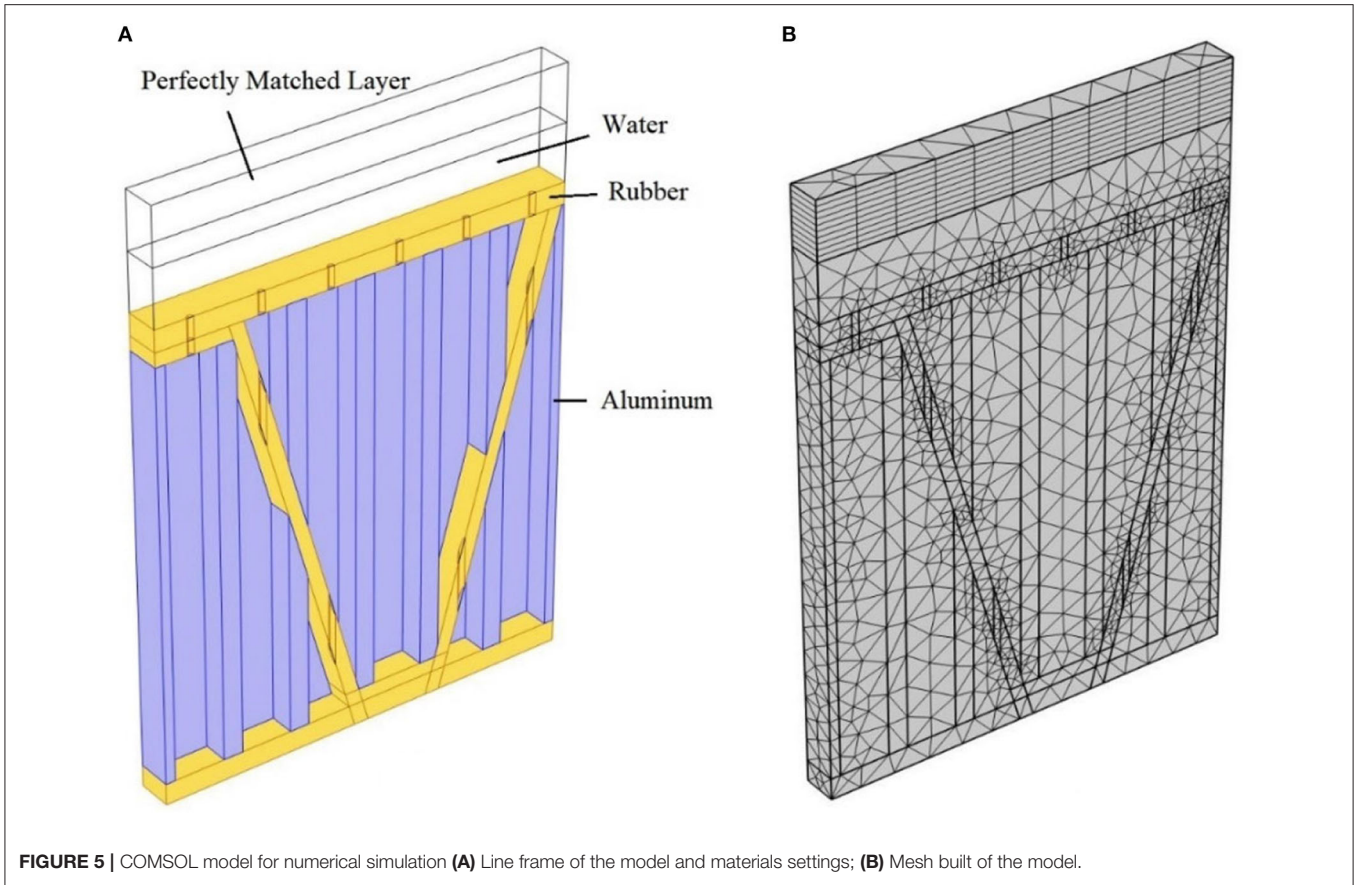 A
B
Perfectly Matched Layer
Water
Rubber
Aluminum
FIGURE 5 | COMSOL model for numerical simulation (A) Line frame of the model and materials settings; (B) Mesh built of the model.